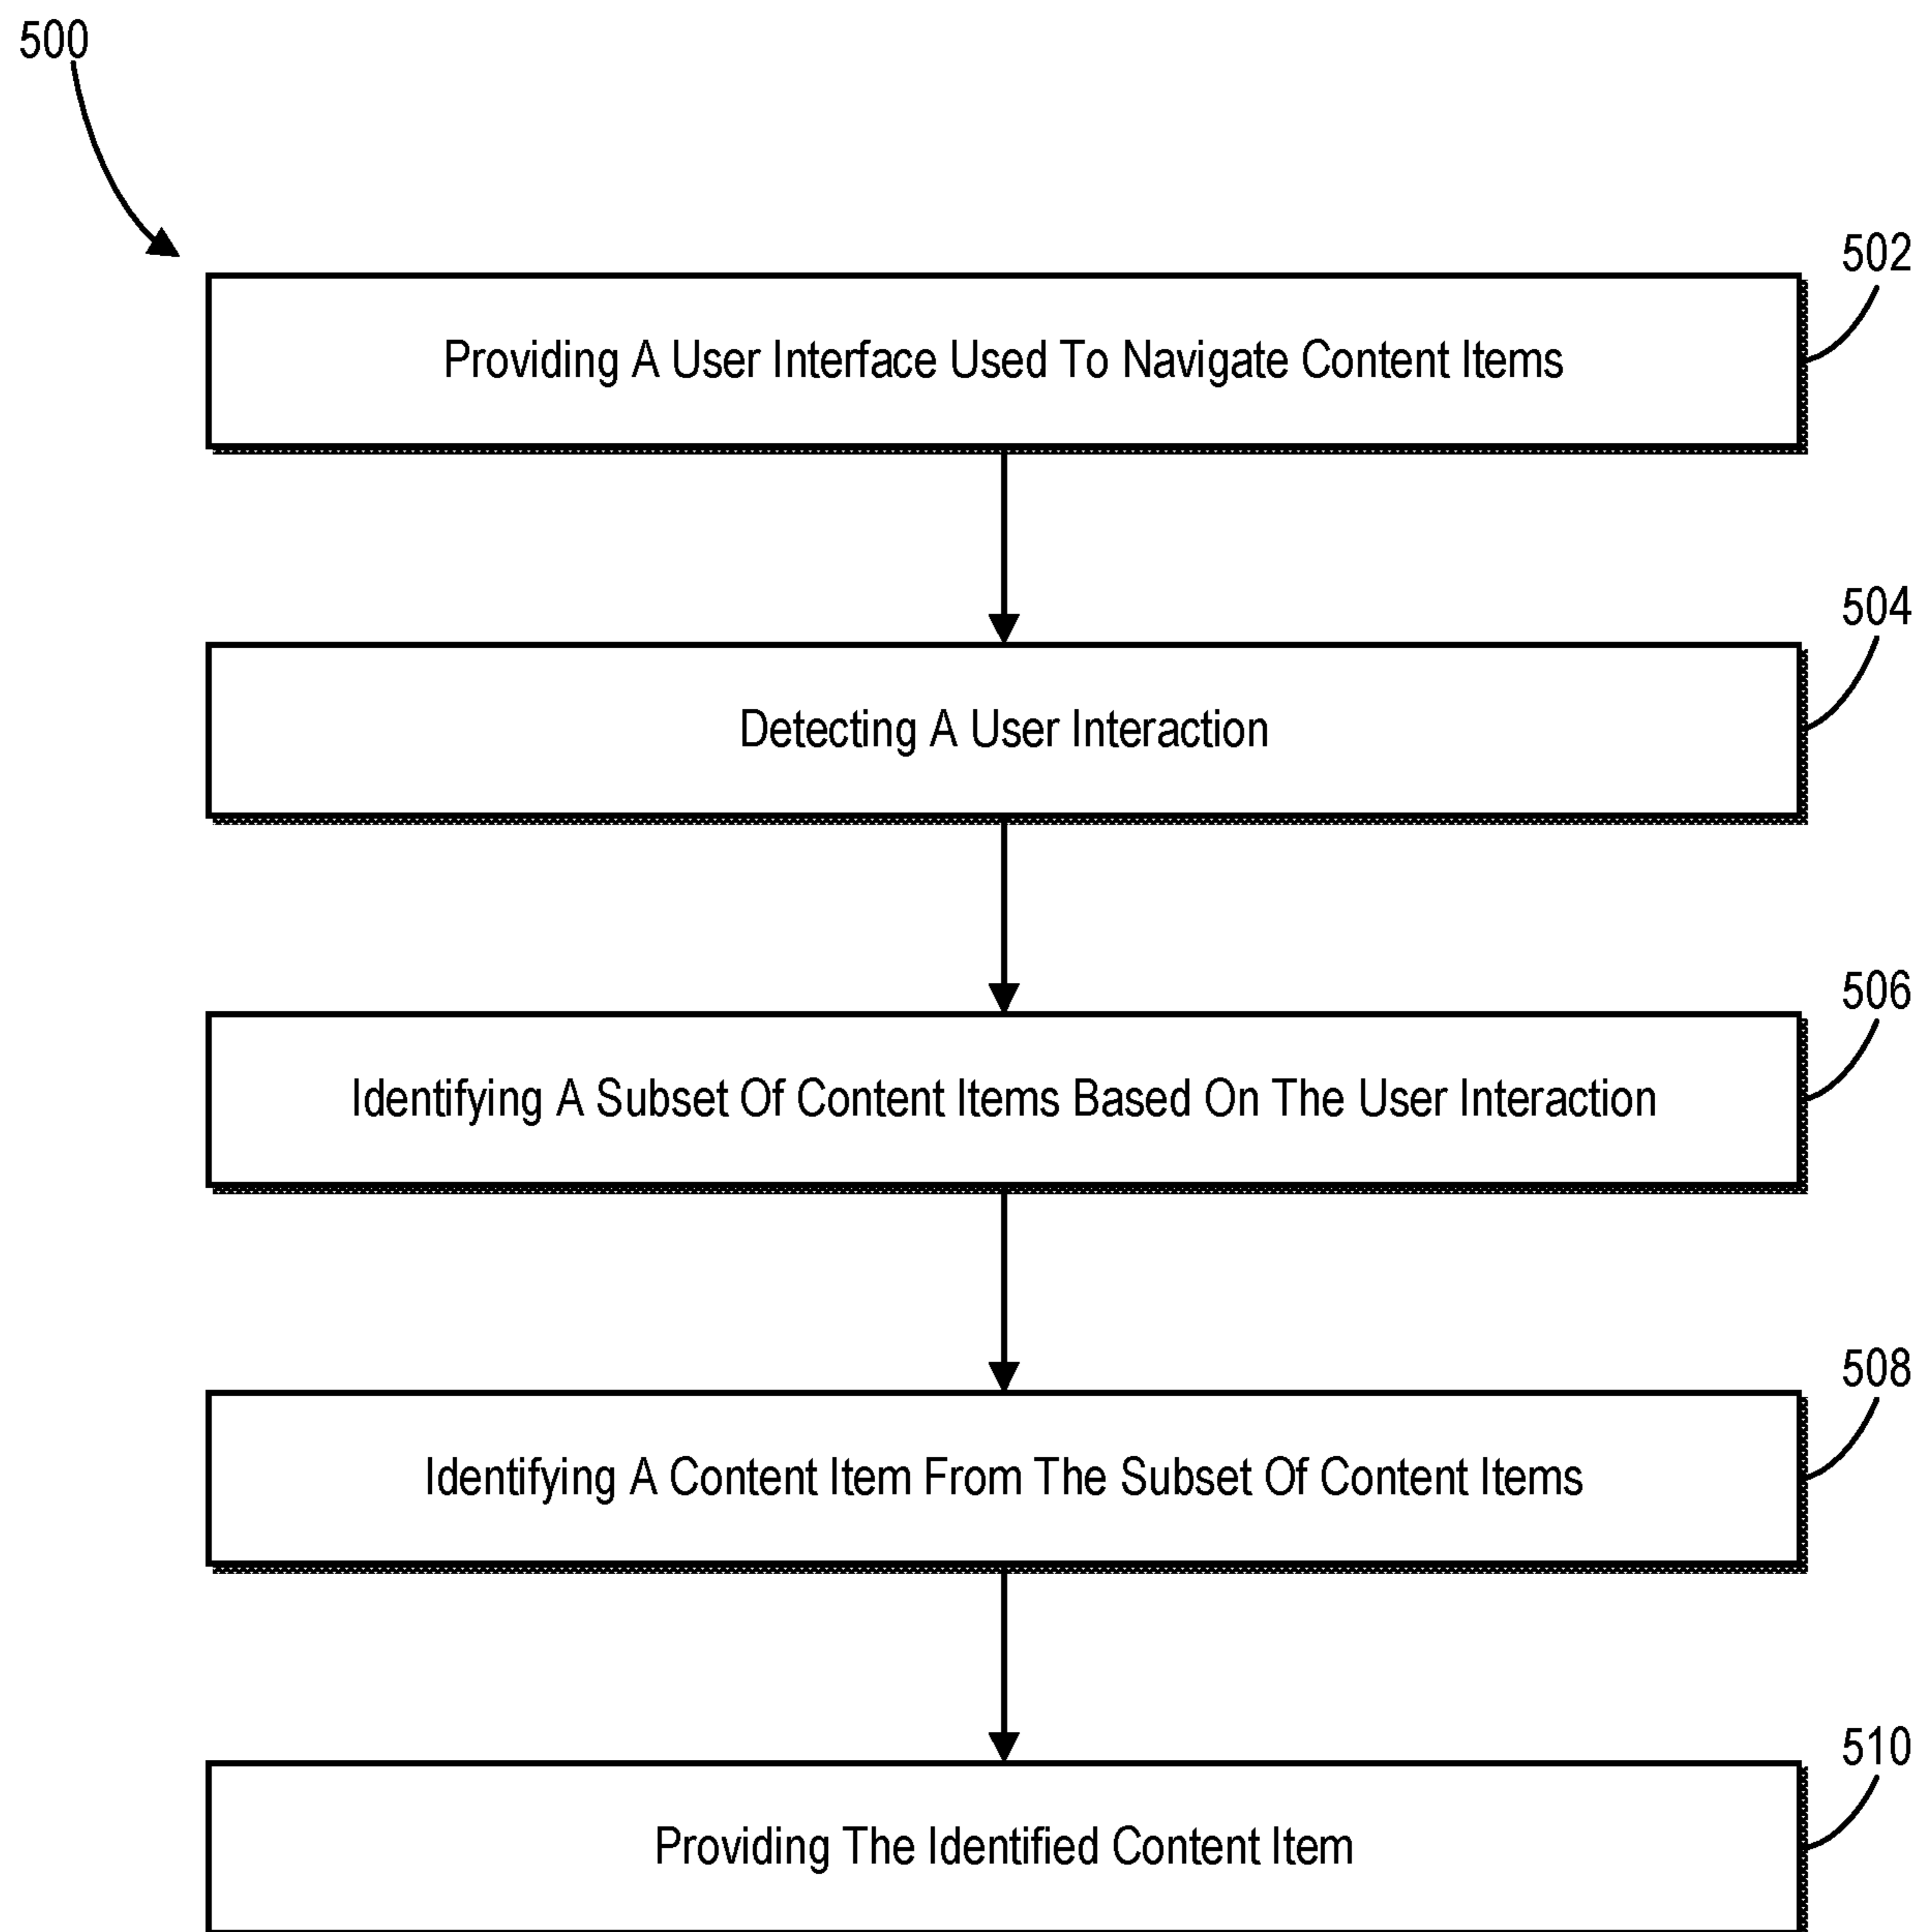 500
502
Providing A User Interface Used To Navigate Content Items
504
Detecting A User Interaction
506
Identifying A Subset Of Content Items Based On The User Interaction
508
Identifying A Content Item From The Subset Of Content Items
510
Providing The Identified Content Item